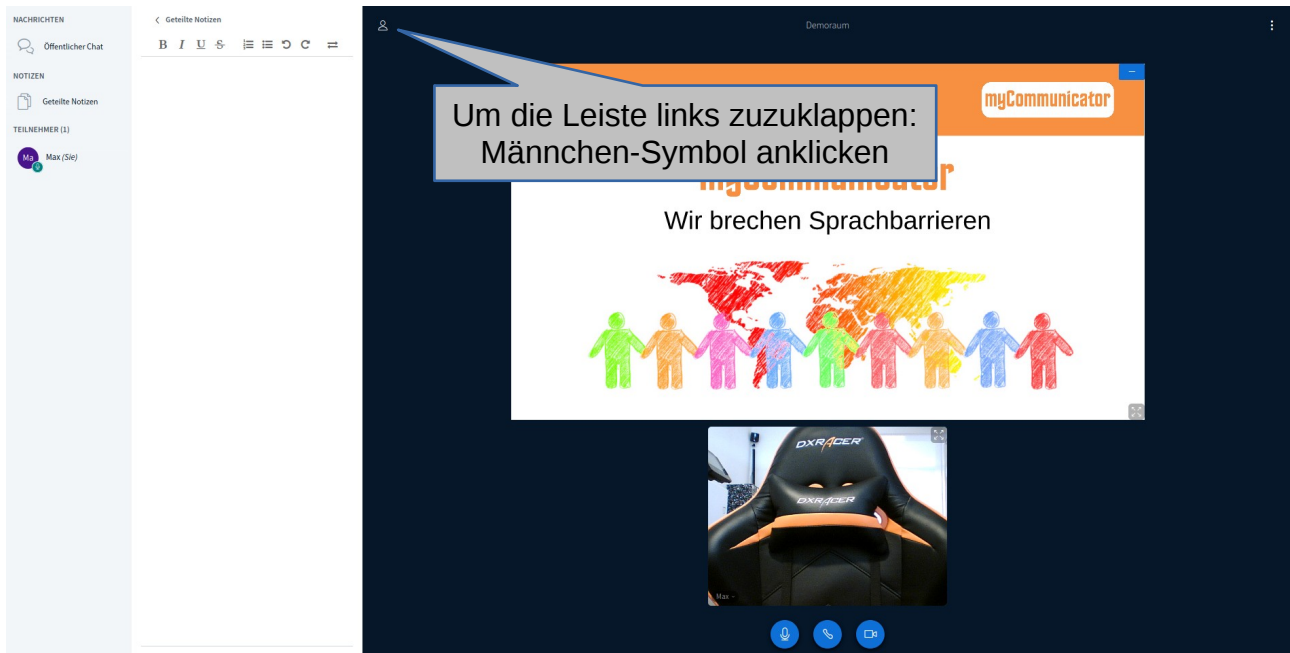 NACHRICHTEN
Öffentlicher Chat
NOTIZEN
Geteilte Notizen
TEILNEHMER (1)
Ma
Max (Sie)
Geteilte Notizen
B I U S
Demoraum
Um die Leiste links zuzuklappen:
Männchen-Symbol anklicken
myCommunicator
myCommunicator
Wir brechen Sprachbarrieren
DXRACER
DXRACER
Max